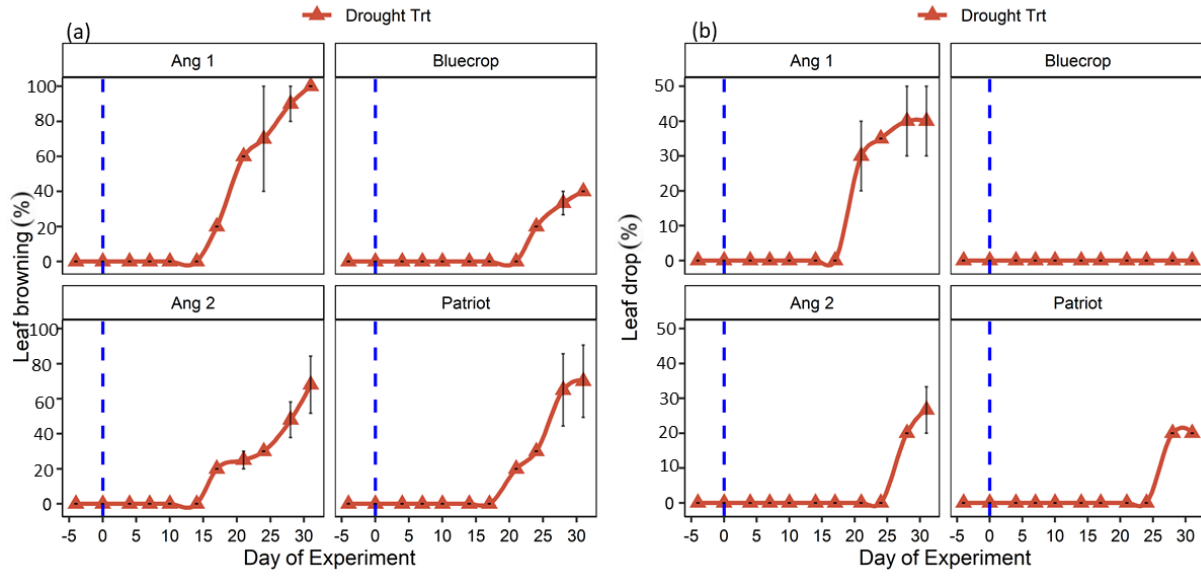 Drought Trt
Drought Trt
(a)
(b)
Ang 1
Bluecrop
Ang 1
Bluecrop
100
80
60
40
20
0
50
40
30
20
10
0
Leaf browning (%)
Leaf drop (%)
Ang 2
Patriot
Ang 2
Patriot
100
80
60
40
20
0
50
40
30
20
10
0
-5 0 5 10 15 20 25 30
-5 0 5 10 15 20 25 30
-5 0 5 10 15 20 25 30
-5 0 5 10 15 20 25 30
Day of Experiment
Day of Experiment